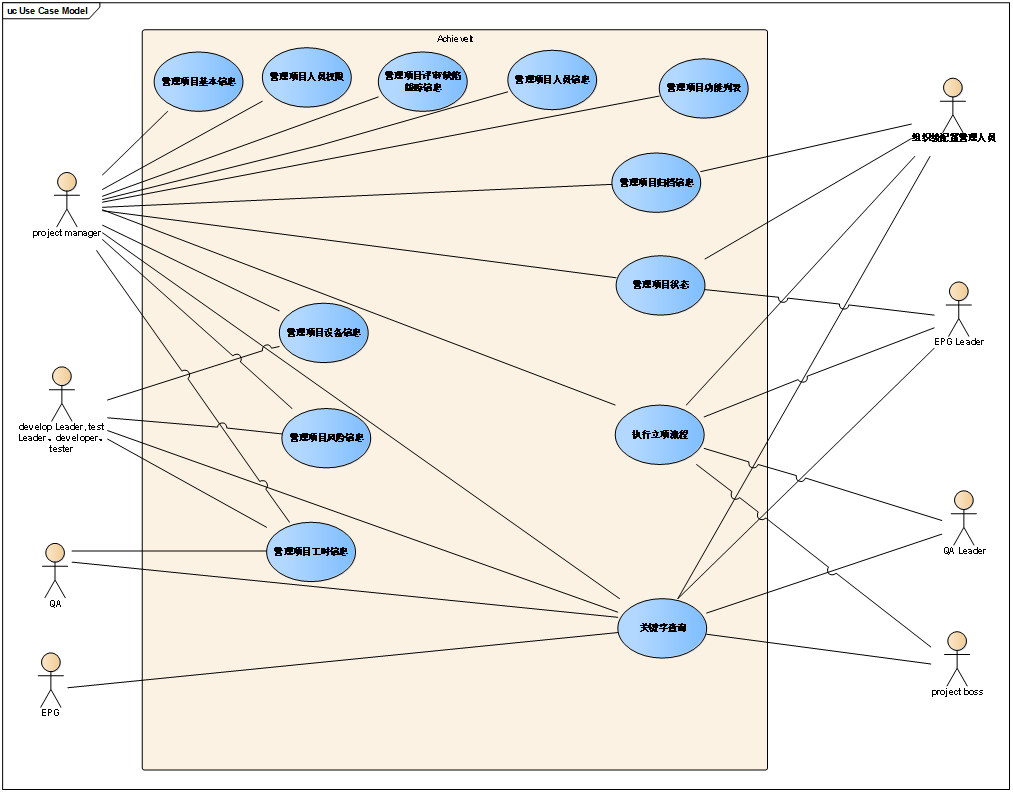 uc Use Case Model
AchieveIt
管理项目基本信息
管理项目人员权限
管理项目评审缺陷
跟踪信息
管理项目人员信息
管理项目功能列表
组织级配置管理人员
管理项目归档信息
project manager
管理项目状态
管理项目设备信息
EPG Leader
develop Leader, test
Leader、developer、
tester
管理项目风险信息
执行立项流程
管理项目工时信息
QA Leader
QA
关键字查询
EPG
project boss